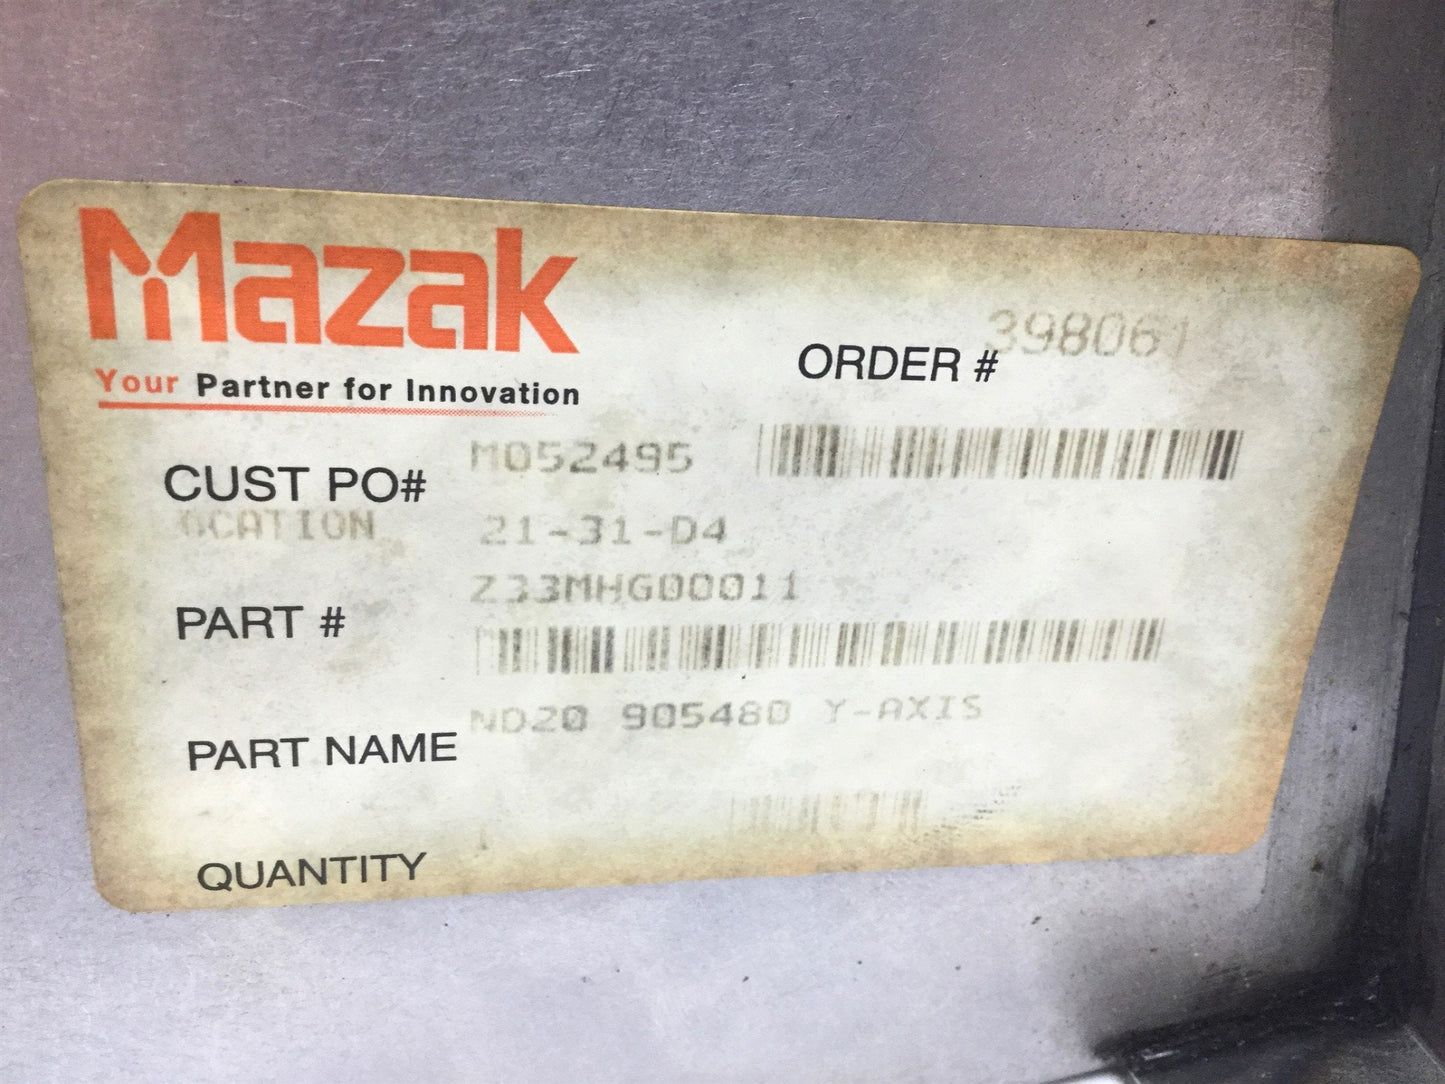 Mazak
Your Partner for Innovation
ORDER # 398061
CUST PO# M052495
OCATION 21-31-D4
PART # Z33MHG00011
PART NAME ND20 905480 Y-AXIS
QUANTITY